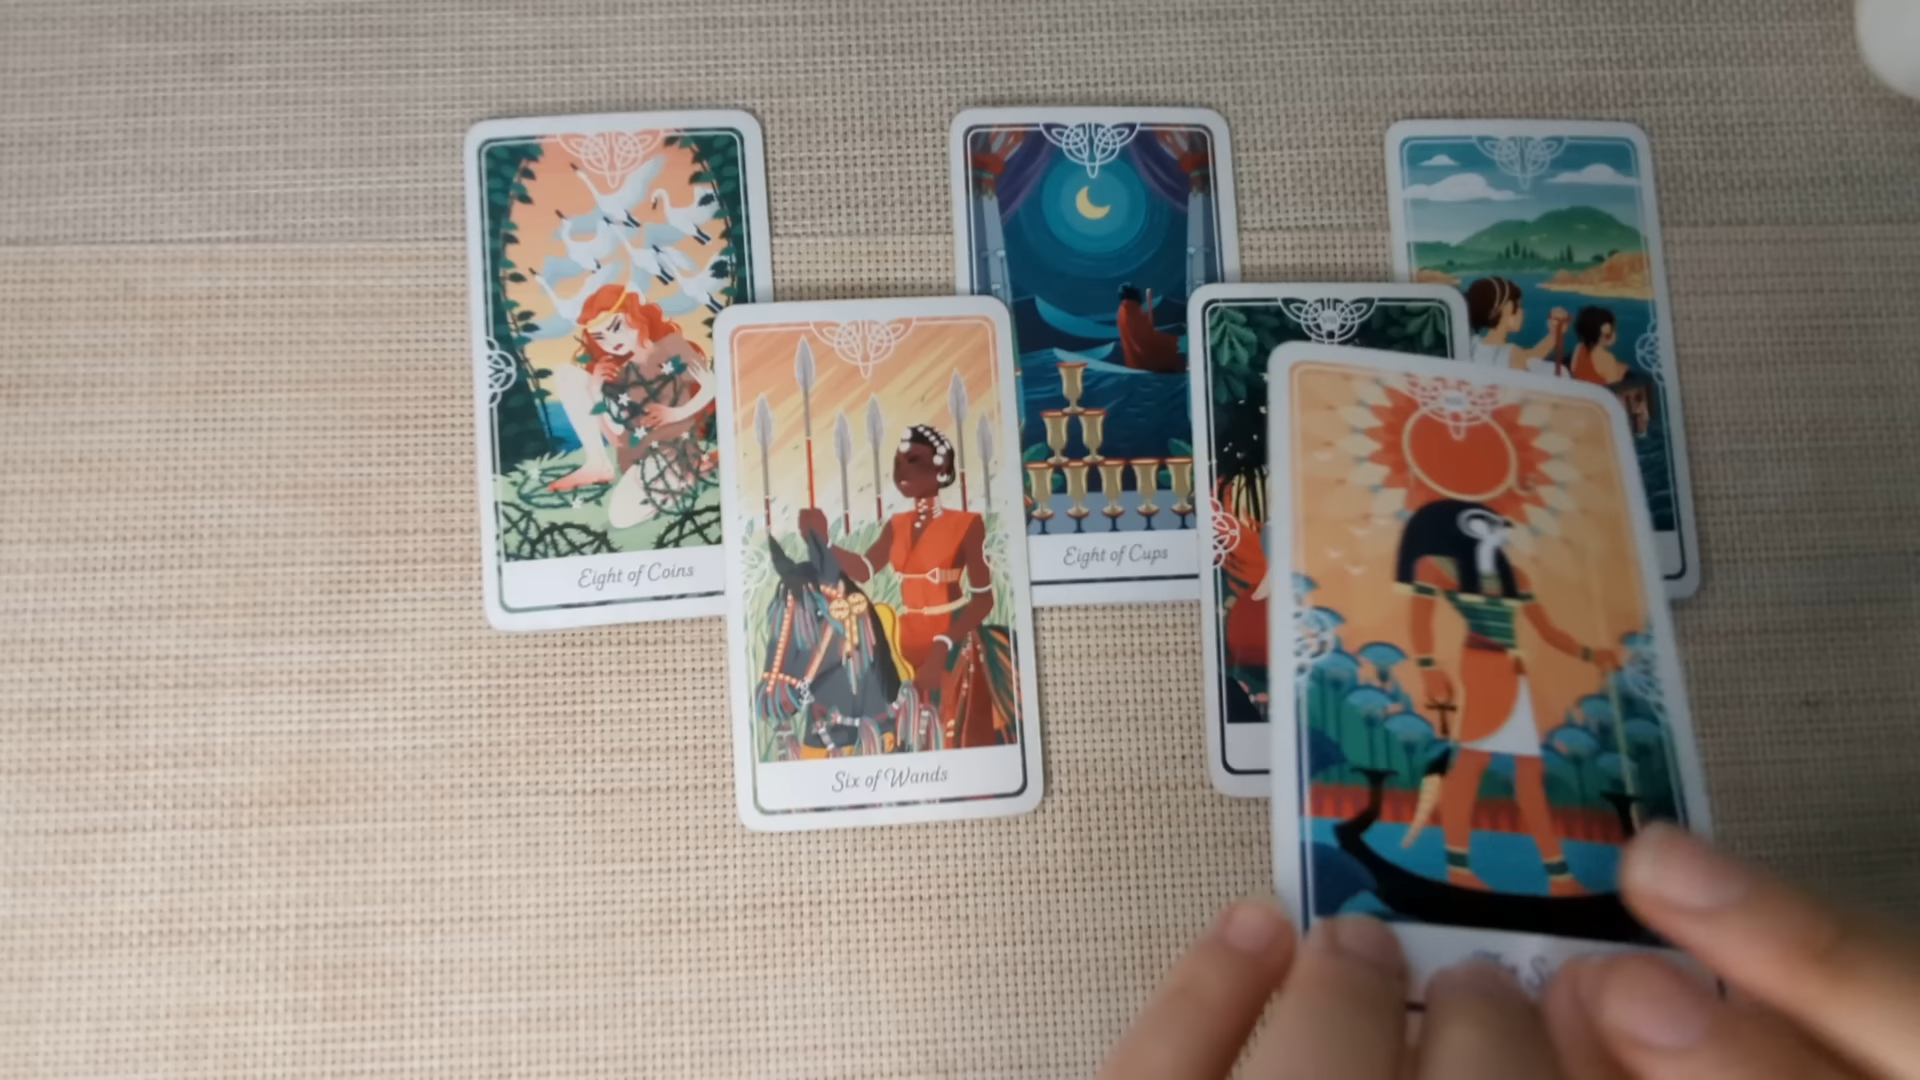 Eight of Coins
Eight of Cups
Six of Wands